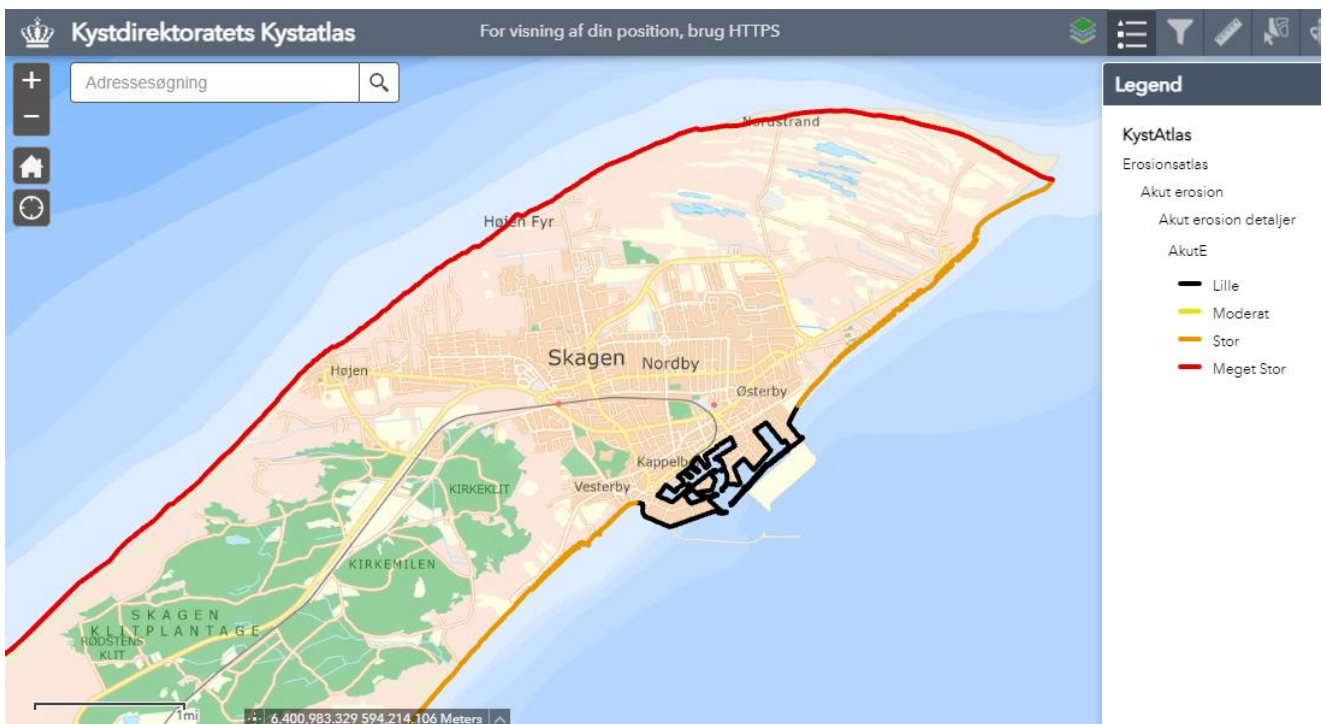 Kystdirektoratets Kystatlas
For visning af din position, brug HTTPS
+
Adressesøgning
−
Legend
KystAtlas
Erosionsatlas
Akut erosion
Akut erosion detaljer
AkutE
Lille
Moderat
Stor
Meget Stor
Nordstrand
Højen Fyr
Skagen
Nordby
Højen
Østerby
Vesterby
KIRKEKLIT
KIRKEMILEN
SKAGEN
KLITPLANTAGE
RØDSTENS
KLIT
1mi
6.400.983.329 594.214.106 Meters